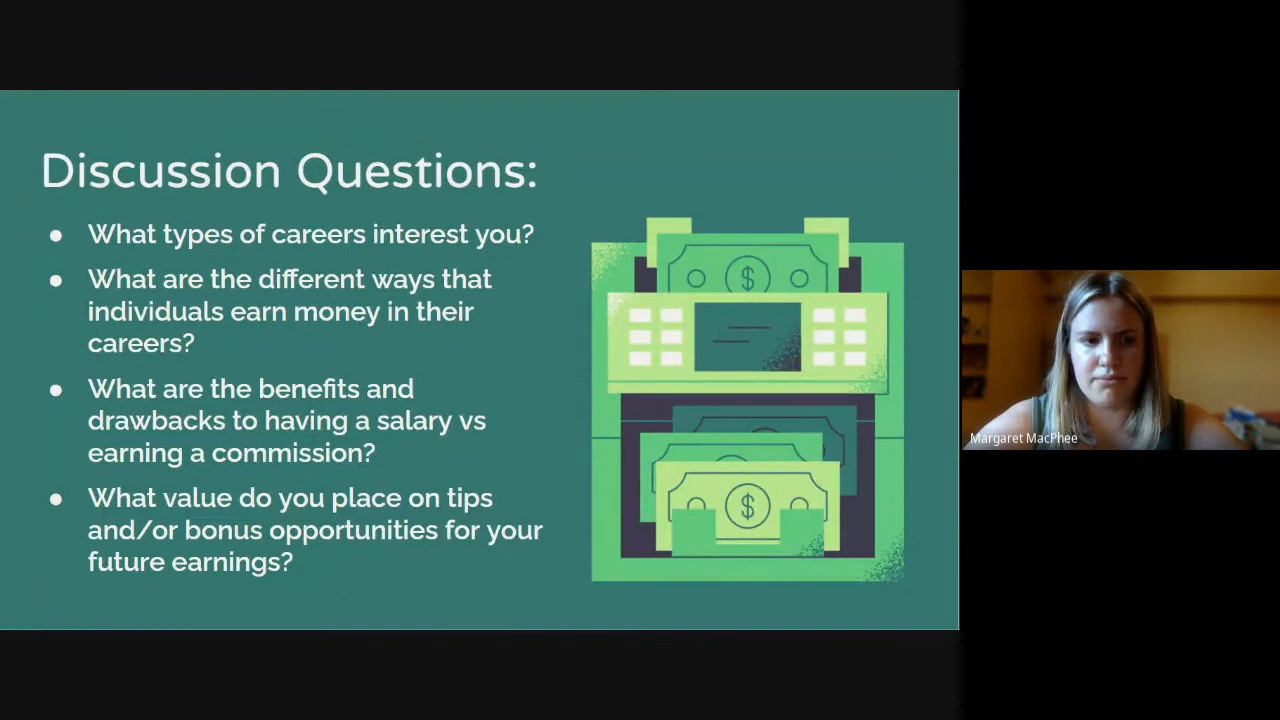 Discussion Questions:
● What types of careers interest you?
● What are the different ways that
individuals earn money in their
careers?
● What are the benefits and
drawbacks to having a salary vs
earning a commission?
● What value do you place on tips
and/or bonus opportunities for your
future earnings?
$
$
Margaret MacPhee